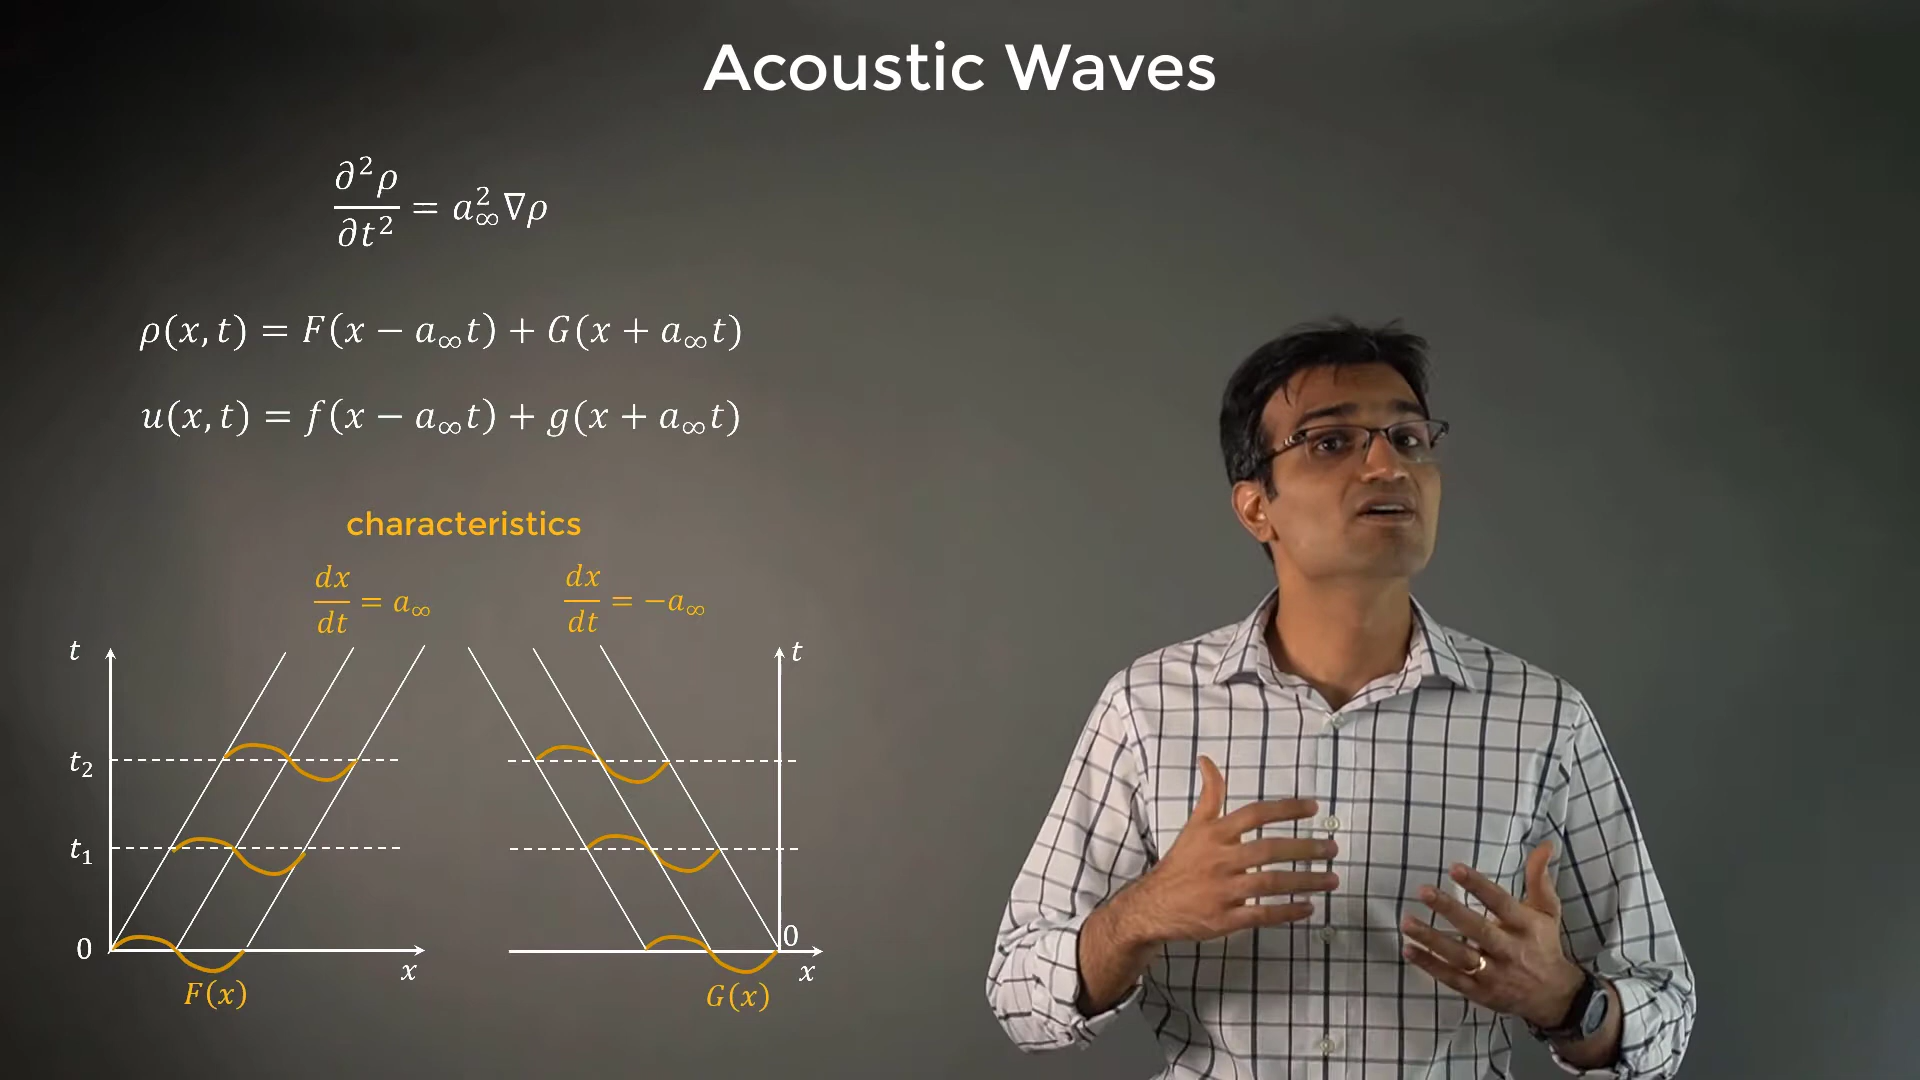 Acoustic Waves
∂²ρ/∂t² = a∞² ∇ρ
ρ(x, t) = F(x − a∞t) + G(x + a∞t)
u(x, t) = f(x − a∞t) + g(x + a∞t)
characteristics
dx/dt = a∞
dx/dt = −a∞
t
t₂
t₁
0
x
F(x)
t
0
x
G(x)